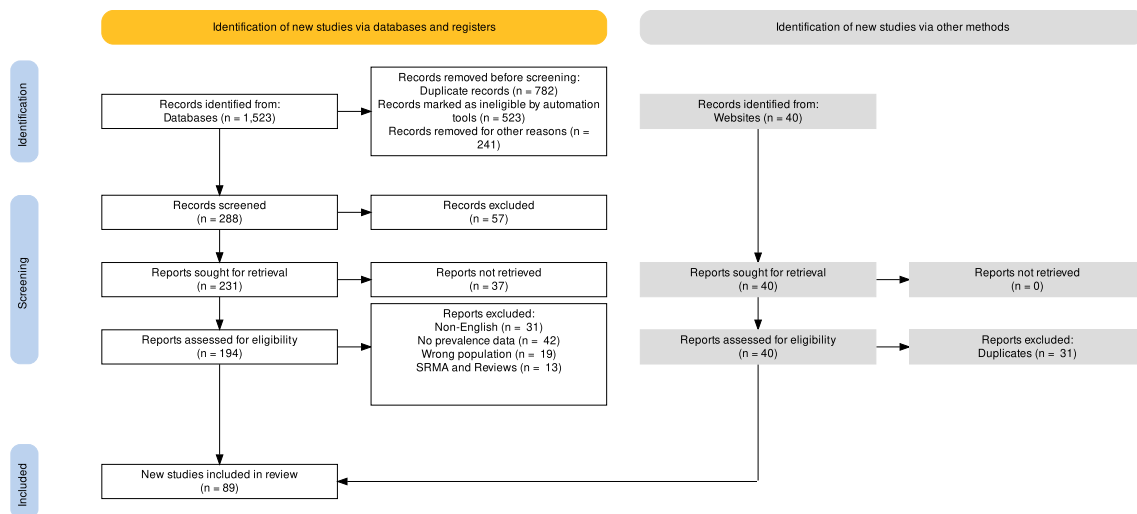 Identification of new studies via databases and registers
Identification of new studies via other methods
Identification
Records identified from:
Databases (n = 1,523)
Records removed before screening:
Duplicate records (n = 782)
Records marked as ineligible by automation
tools (n = 523)
Records removed for other reasons (n =
241)
Records identified from:
Websites (n = 40)
Screening
Records screened
(n = 288)
Records excluded
(n = 57)
Reports sought for retrieval
(n = 231)
Reports not retrieved
(n = 37)
Reports sought for retrieval
(n = 40)
Reports not retrieved
(n = 0)
Reports assessed for eligibility
(n = 194)
Reports excluded:
Non-English (n = 31)
No prevalence data (n = 42)
Wrong population (n = 19)
SRMA and Reviews (n = 13)
Reports assessed for eligibility
(n = 40)
Reports excluded:
Duplicates (n = 31)
Included
New studies included in review
(n = 89)